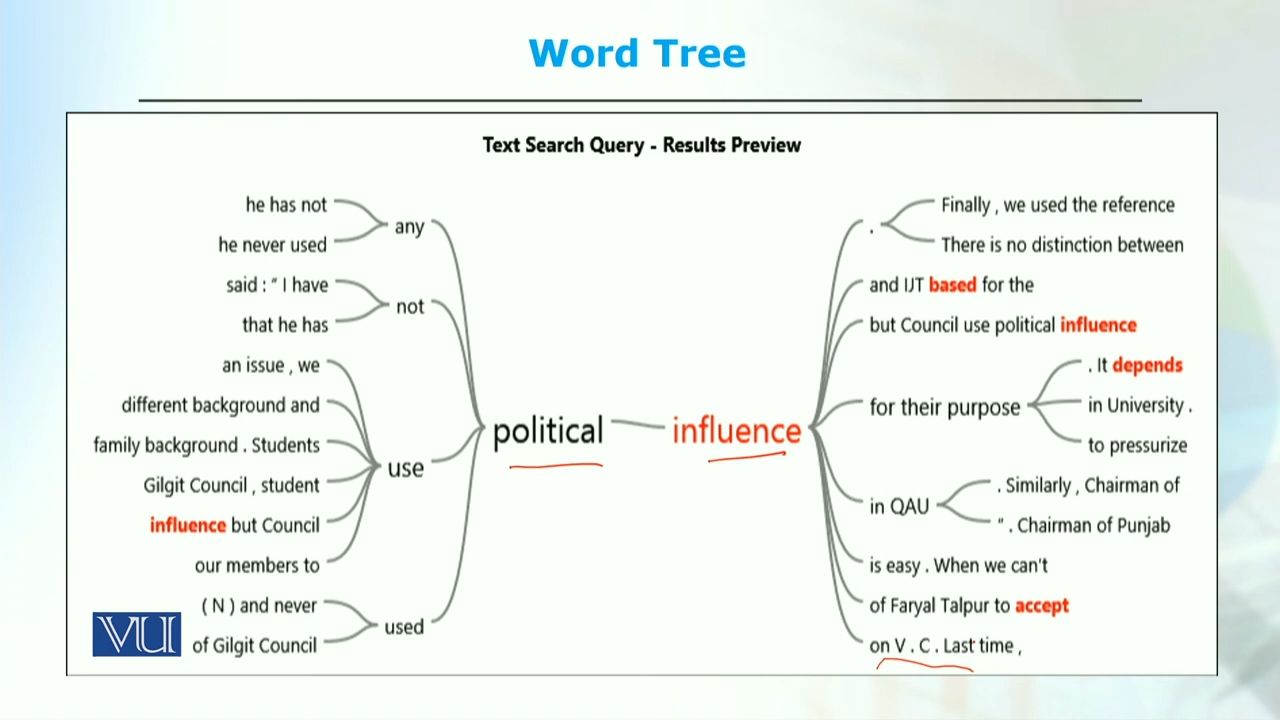 Word Tree
Text Search Query - Results Preview
he has not
he never used
any
said : " I have
that he has
not
an issue , we
different background and
family background . Students
Gilgit Council , student
influence but Council
our members to
use
( N ) and never
of Gilgit Council
used
political
influence
.
Finally , we used the reference
There is no distinction between
and IJT based for the
but Council use political influence
for their purpose
. It depends
in University .
to pressurize
in QAU
. Similarly , Chairman of
" . Chairman of Punjab
is easy . When we can't
of Faryal Talpur to accept
on V . C . Last time ,
VU